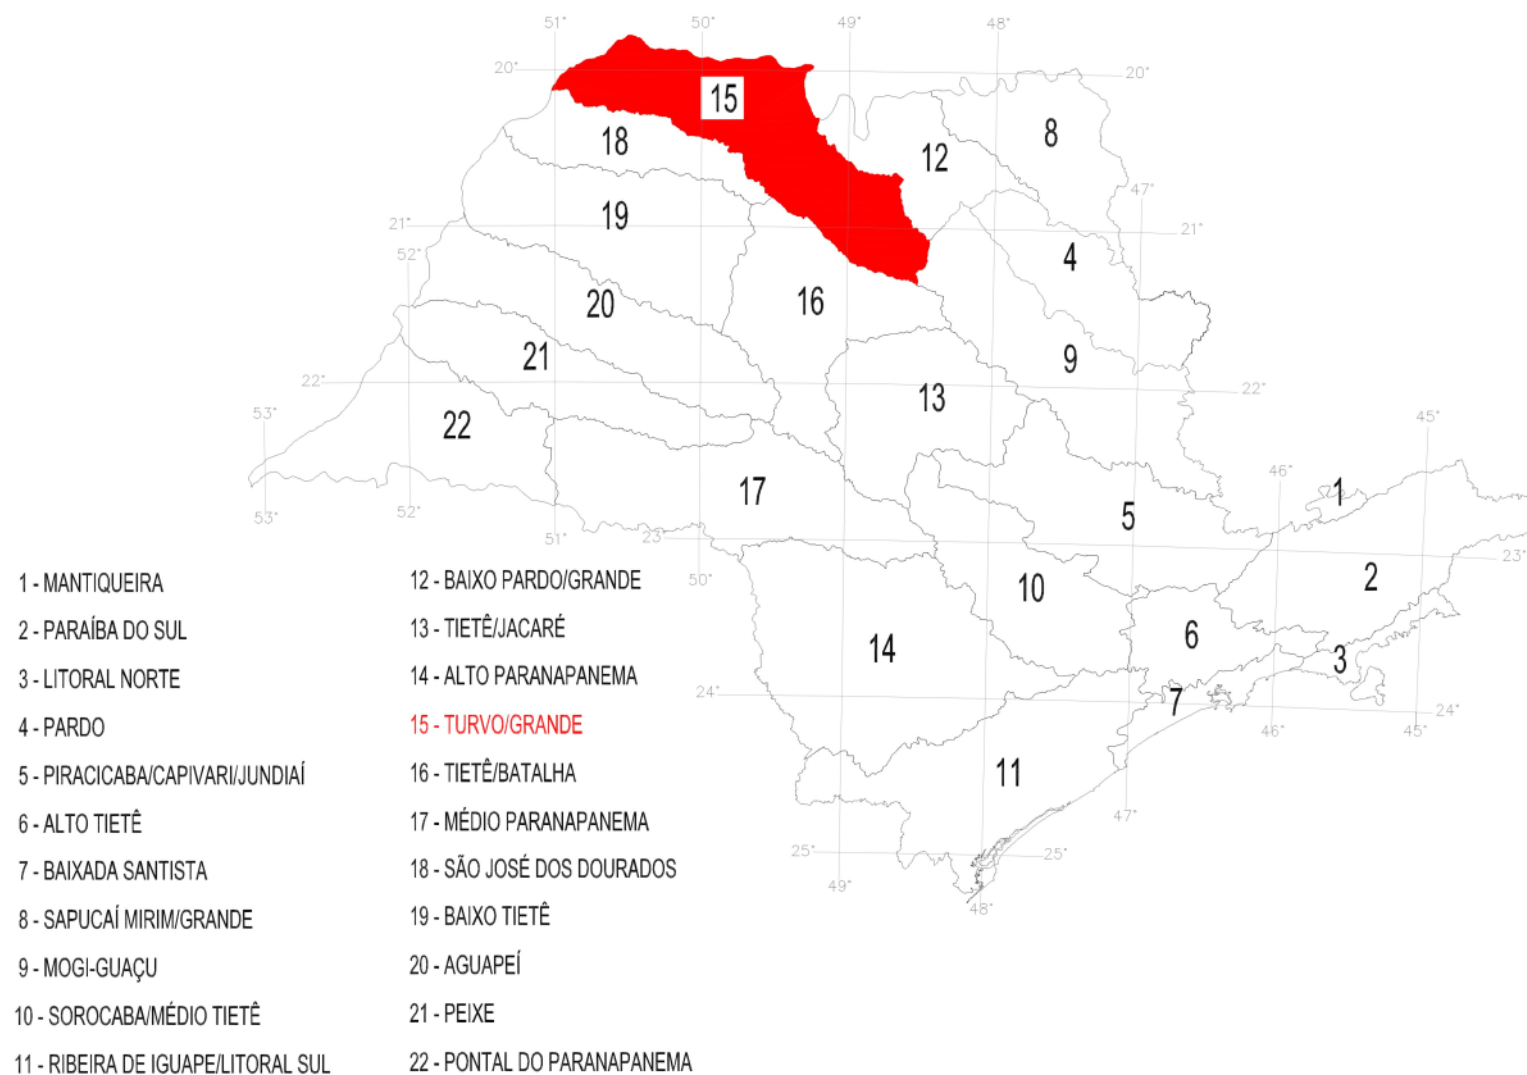 51°
50°
49°
48°
20°
20°
15
8
18
12
47°
19
21°
21°
52°
4
20
16
21
9
22°
22°
13
53°
22
45°
46°
17
1
5
53°
52°
51°
23°
23°
50°
10
2
6
14
3
24°
7
24°
46°
45°
11
47°
25°
25°
49°
48°
1 - MANTIQUEIRA
2 - PARAÍBA DO SUL
3 - LITORAL NORTE
4 - PARDO
5 - PIRACICABA/CAPIVARI/JUNDIAÍ
6 - ALTO TIETÊ
7 - BAIXADA SANTISTA
8 - SAPUCAÍ MIRIM/GRANDE
9 - MOGI-GUAÇU
10 - SOROCABA/MÉDIO TIETÊ
11 - RIBEIRA DE IGUAPE/LITORAL SUL
12 - BAIXO PARDO/GRANDE
13 - TIETÊ/JACARÉ
14 - ALTO PARANAPANEMA
15 - TURVO/GRANDE
16 - TIETÊ/BATALHA
17 - MÉDIO PARANAPANEMA
18 - SÃO JOSÉ DOS DOURADOS
19 - BAIXO TIETÊ
20 - AGUAPEÍ
21 - PEIXE
22 - PONTAL DO PARANAPANEMA